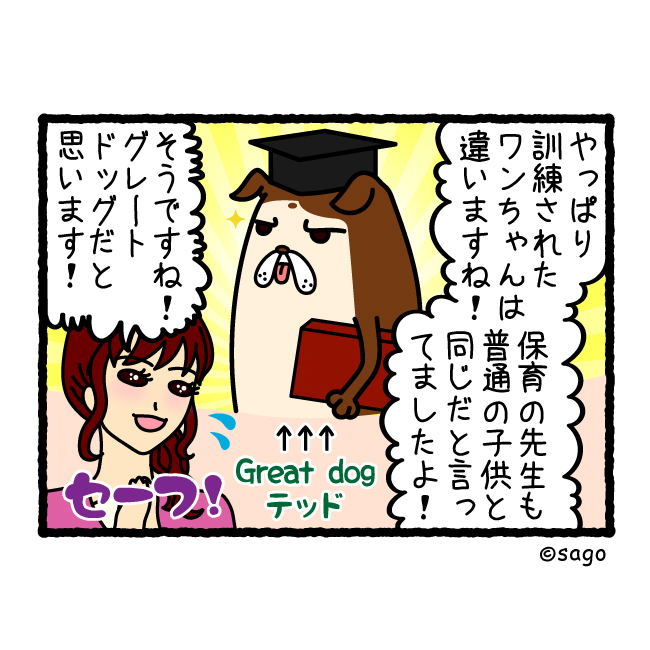 やっぱり
訓練された
ワンちゃんは
違いますね！
保育の先生も
普通の子供と
同じだと言っ
てましたよ！
そうですね！
グレート
ドッグだと
思います！
↑↑↑
Great dog
テッド
セーフ！
©sago